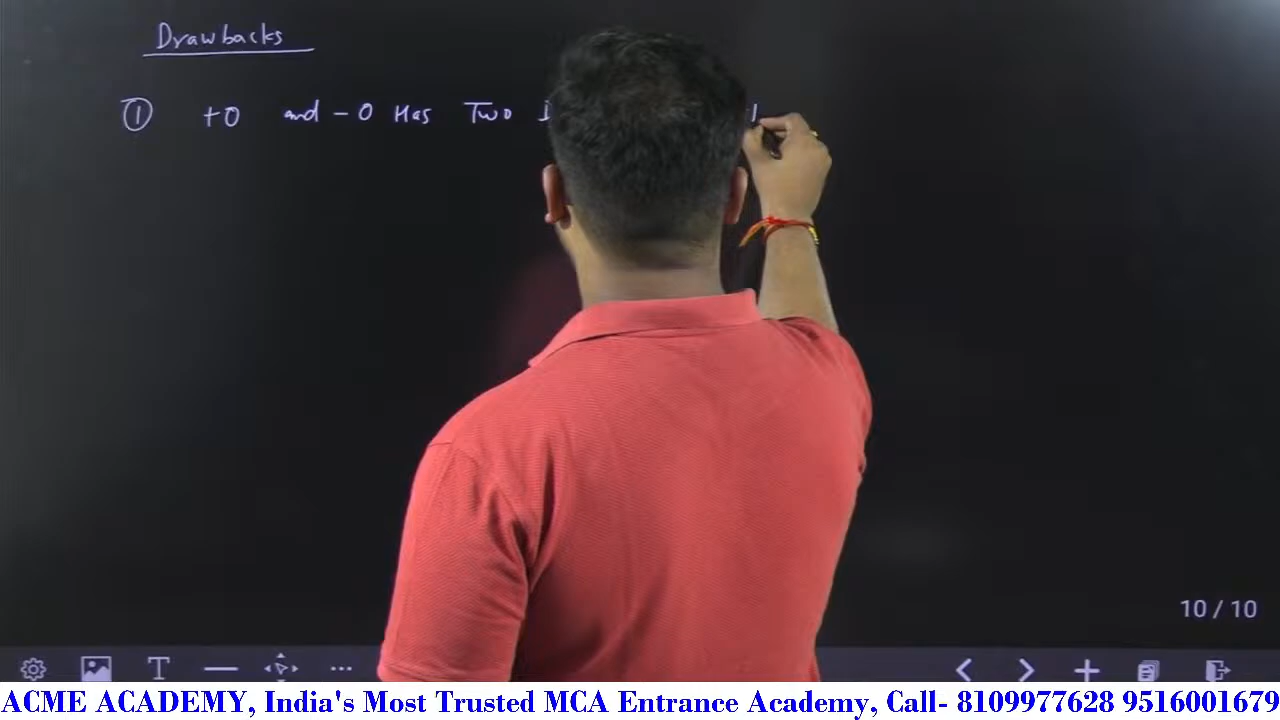 Drawbacks
① +0 and -0 Has Two
10 / 10
T
ACME ACADEMY, India's Most Trusted MCA Entrance Academy, Call- 8109977628 9516001679